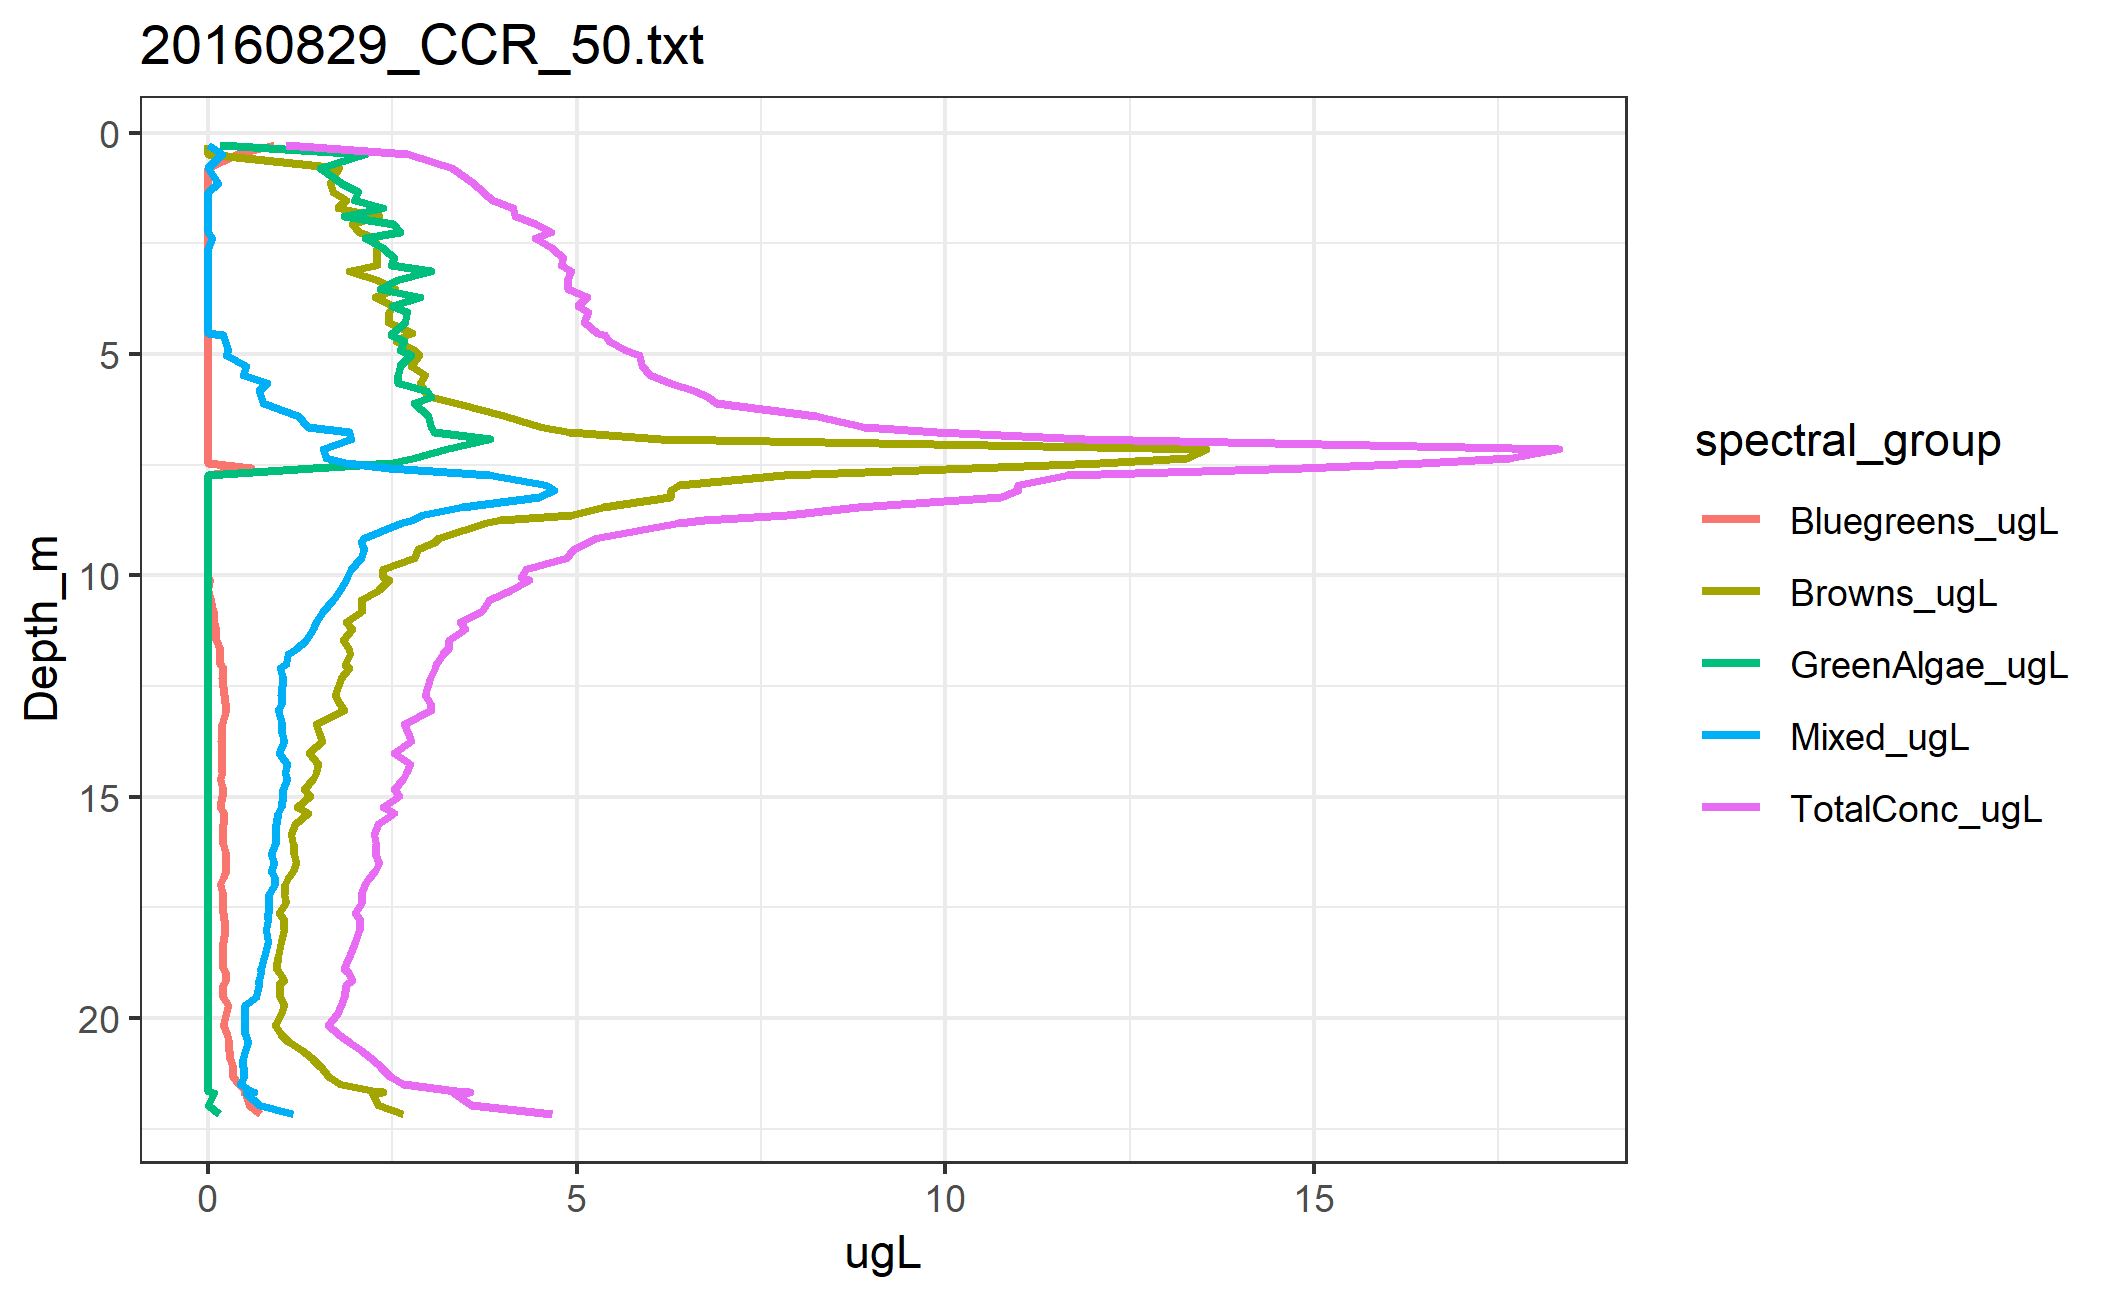 20160829_CCR_50.txt
0
5
10
15
20
Depth_m
0
5
10
15
ugL
spectral_group
Bluegreens_ugL
Browns_ugL
GreenAlgae_ugL
Mixed_ugL
TotalConc_ugL